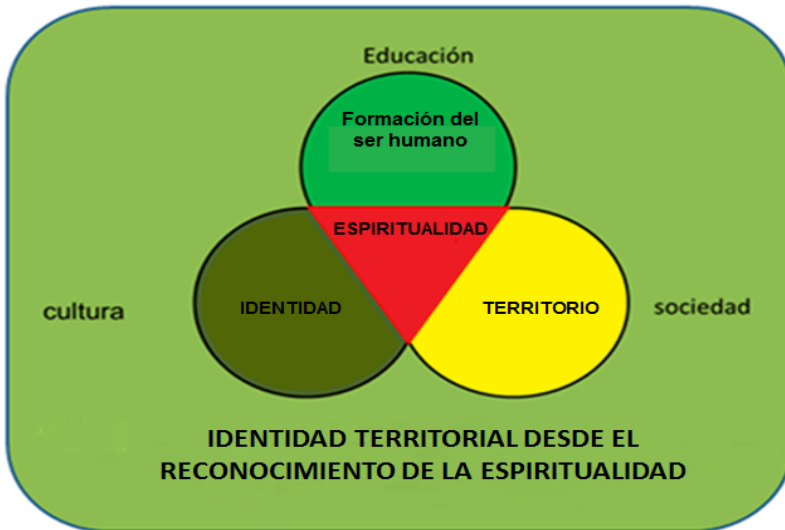 Educación
Formación del
ser humano
ESPIRITUALIDAD
cultura
IDENTIDAD
TERRITORIO
sociedad
IDENTIDAD TERRITORIAL DESDE EL
RECONOCIMIENTO DE LA ESPIRITUALIDAD